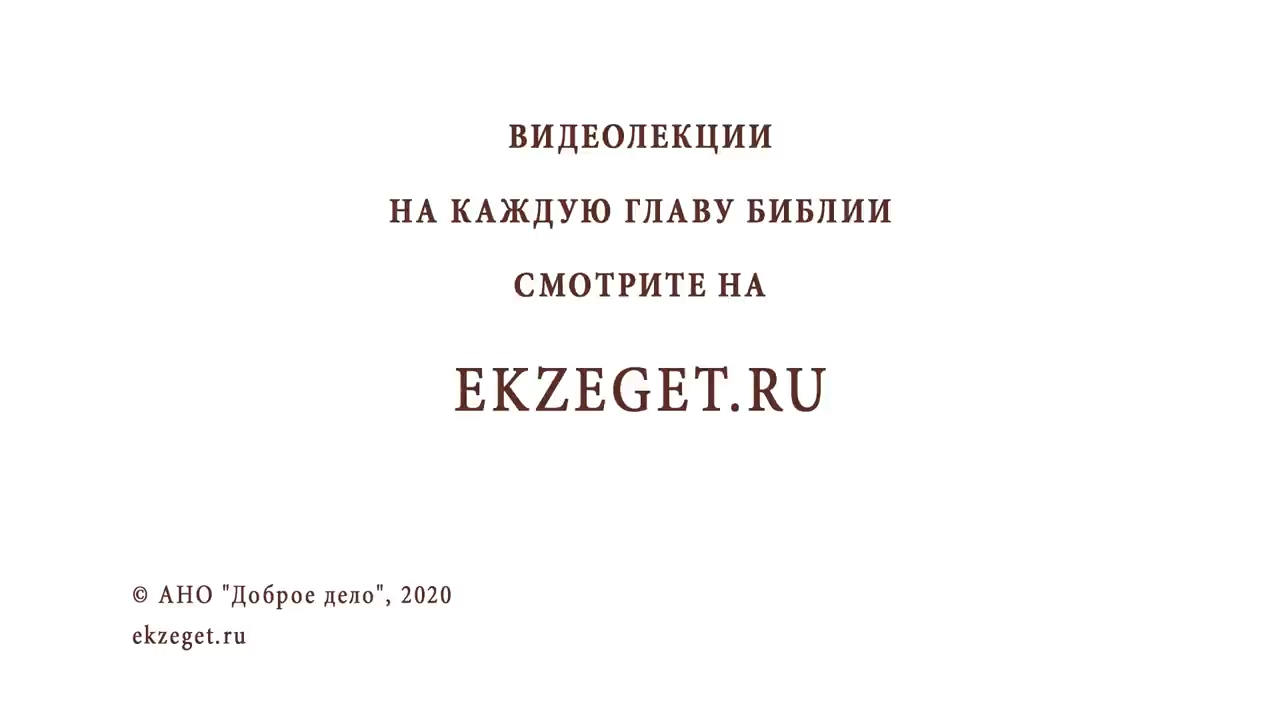 ВИДЕОЛЕКЦИИ
НА КАЖДУЮ ГЛАВУ БИБЛИИ
СМОТРИТЕ НА
EKZEGET.RU
© АНО "Доброе дело", 2020
ekzeget.ru